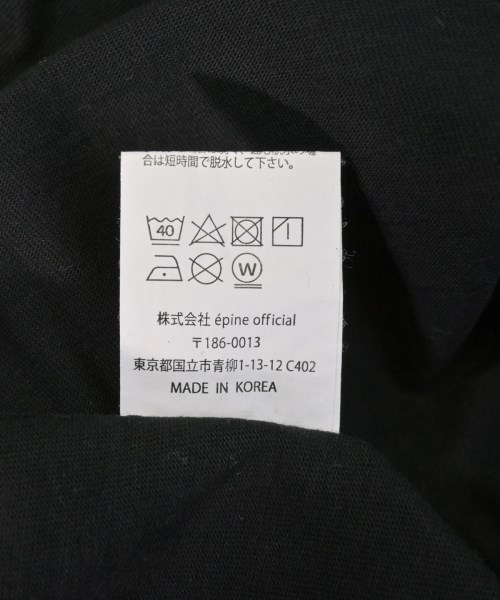 合は短時間で脱水して下さい。
40
W
株式会社 épine official
〒186-0013
東京都国立市青柳1-13-12 C402
MADE IN KOREA